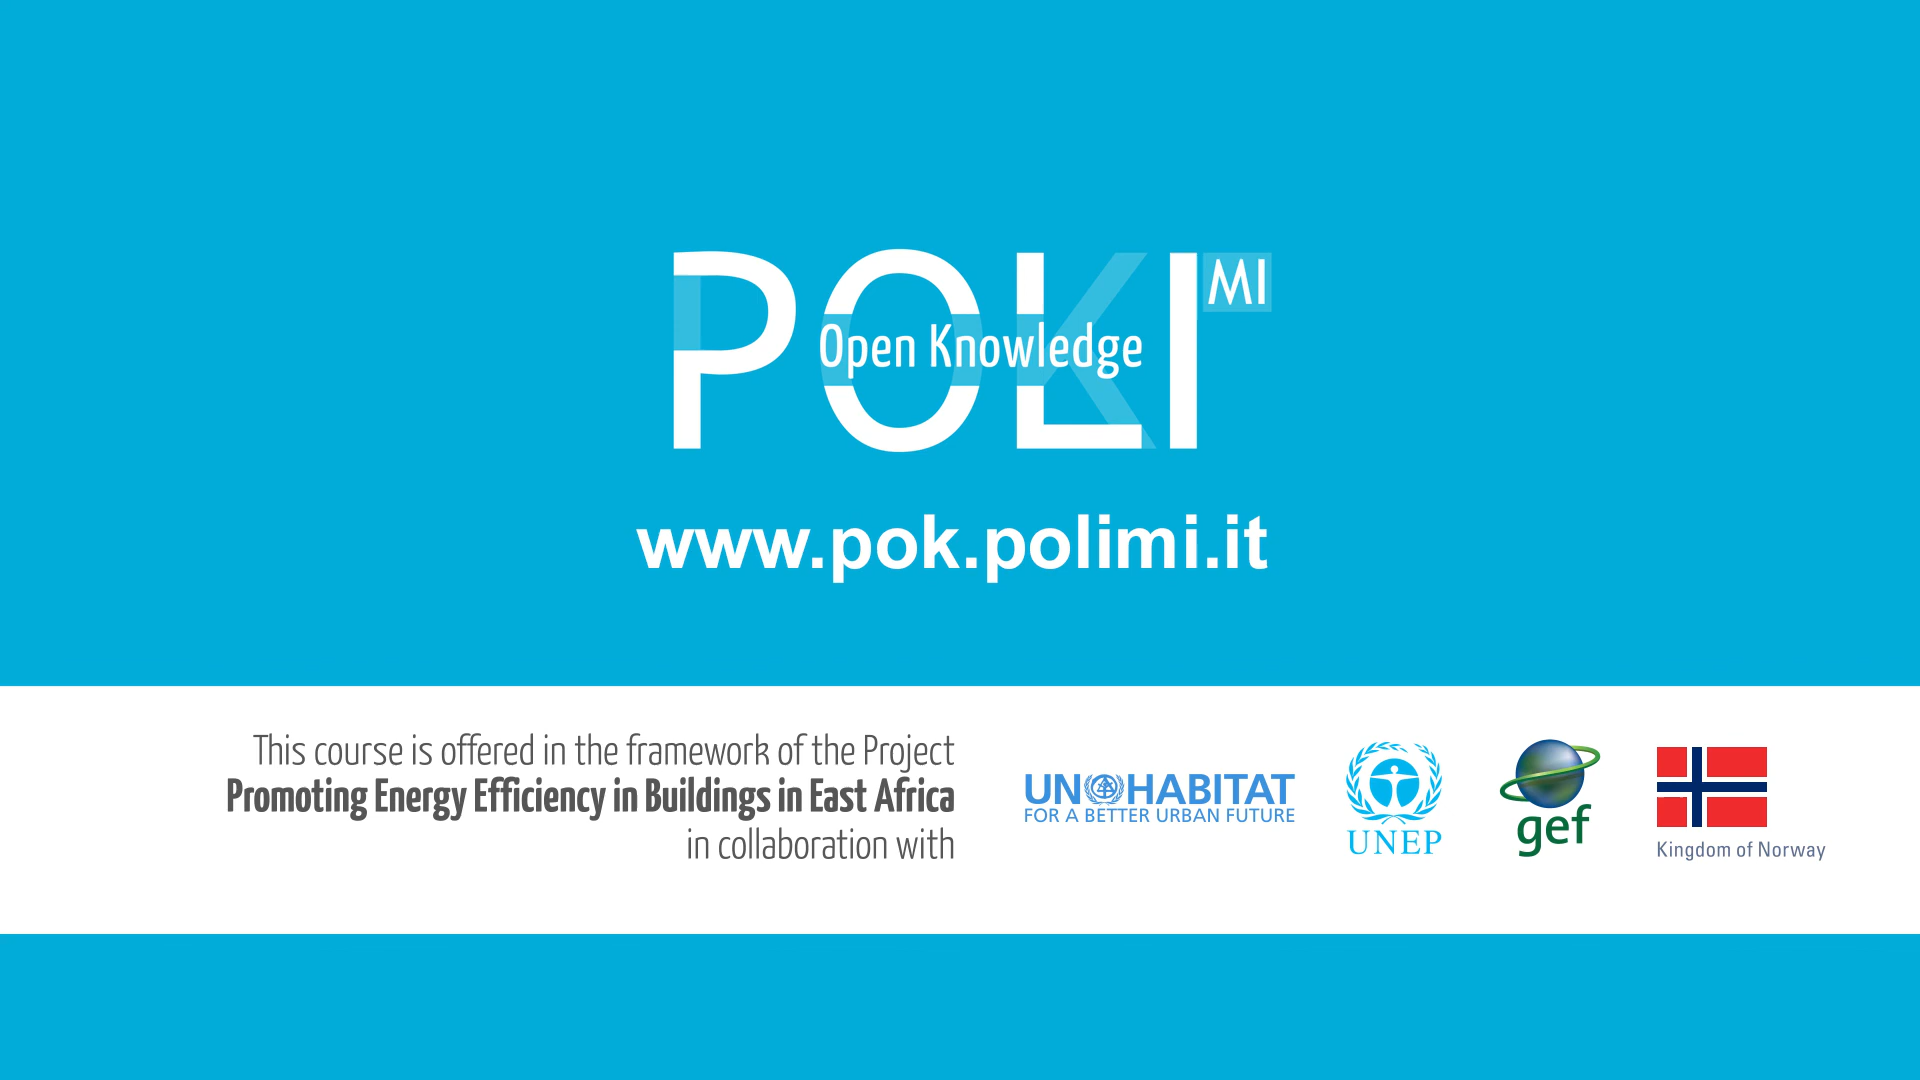 POLI MI
Open Knowledge
www.pok.polimi.it
This course is offered in the framework of the Project
Promoting Energy Efficiency in Buildings in East Africa
in collaboration with
UN HABITAT
FOR A BETTER URBAN FUTURE
UNEP
gef
Kingdom of Norway